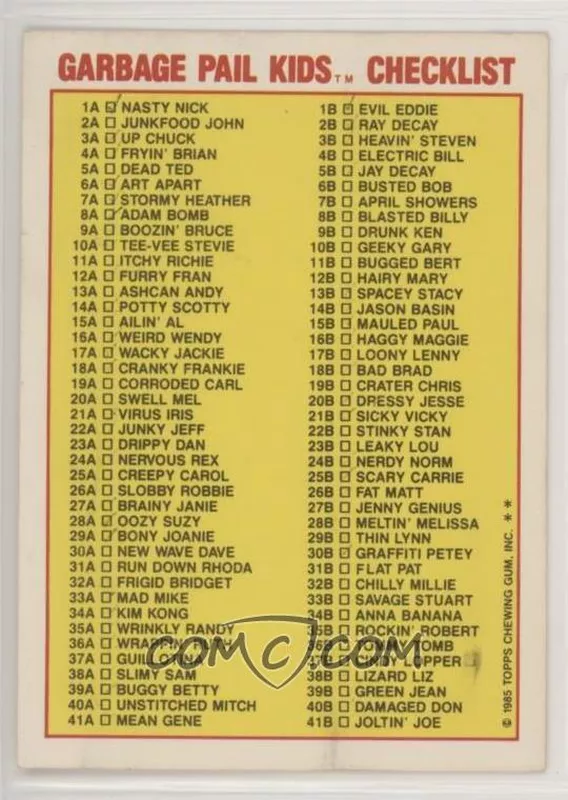 GARBAGE PAIL KIDS TM CHECKLIST
1A NASTY NICK
2A JUNKFOOD JOHN
3A UP CHUCK
4A FRYIN' BRIAN
5A DEAD TED
6A ART APART
7A STORMY HEATHER
8A ADAM BOMB
9A BOOZIN' BRUCE
10A TEE-VEE STEVIE
11A ITCHY RICHIE
12A FURRY FRAN
13A ASHCAN ANDY
14A POTTY SCOTTY
15A AILIN' AL
16A WEIRD WENDY
17A WACKY JACKIE
18A CRANKY FRANKIE
19A CORRODED CARL
20A SWELL MEL
21A VIRUS IRIS
22A JUNKY JEFF
23A DRIPPY DAN
24A NERVOUS REX
25A CREEPY CAROL
26A SLOBBY ROBBIE
27A BRAINY JANIE
28A OOZY SUZY
29A BONY JOANIE
30A NEW WAVE DAVE
31A RUN DOWN RHODA
32A FRIGID BRIDGET
33A MAD MIKE
34A KIM KONG
35A WRINKLY RANDY
36A
37A
38A SLIMY SAM
39A BUGGY BETTY
40A UNSTITCHED MITCH
41A MEAN GENE
1B EVIL EDDIE
2B RAY DECAY
3B HEAVIN' STEVEN
4B ELECTRIC BILL
5B JAY DECAY
6B BUSTED BOB
7B APRIL SHOWERS
8B BLASTED BILLY
9B DRUNK KEN
10B GEEKY GARY
11B BUGGED BERT
12B HAIRY MARY
13B SPACEY STACY
14B JASON BASIN
15B MAULED PAUL
16B HAGGY MAGGIE
17B LOONY LENNY
18B BAD BRAD
19B CRATER CHRIS
20B DRESSY JESSE
21B SICKY VICKY
22B STINKY STAN
23B LEAKY LOU
24B NERDY NORM
25B SCARY CARRIE
26B FAT MATT
27B JENNY GENIUS
28B MELTIN' MELISSA
29B THIN LYNN
30B GRAFFITI PETEY
31B FLAT PAT
32B CHILLY MILLIE
33B SAVAGE STUART
34B ANNA BANANA
35B ROCKIN' ROBERT
TOMB
LOPPER
38B LIZARD LIZ
39B GREEN JEAN
40B DAMAGED DON
41B JOLTIN' JOE
© 1985 TOPPS CHEWING GUM, INC. * *
COMC.COM